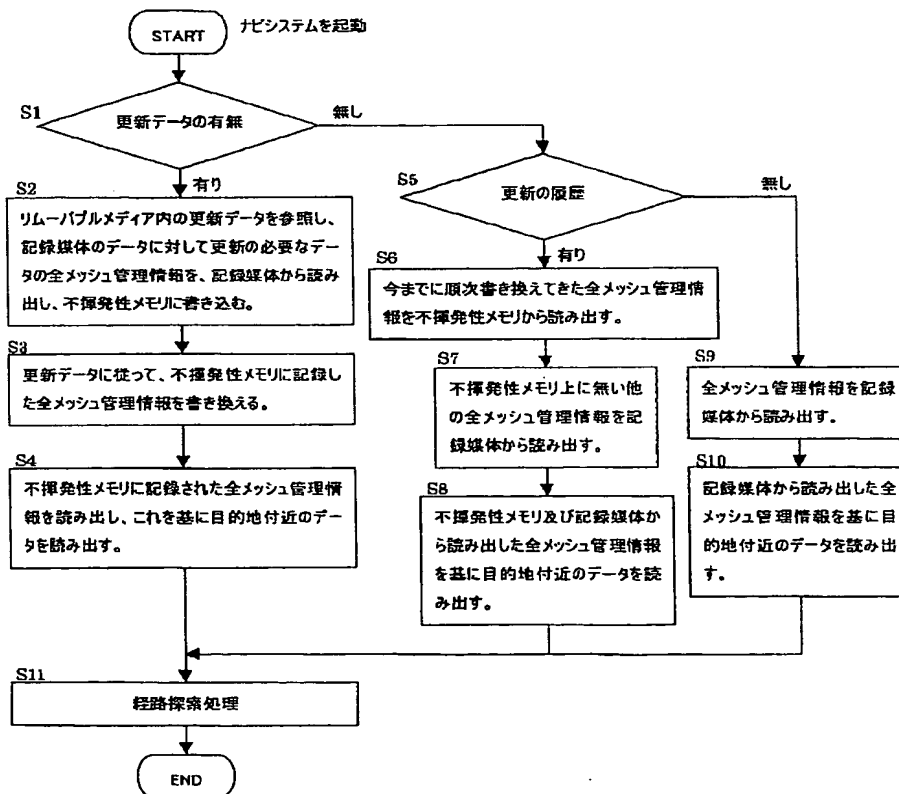 START
ナビシステムを起動
S1
更新データの有無
無し
有り
S2
リムーバブルメディア内の更新データを参照し、
記録媒体のデータに対して更新の必要なデー
タの全メッシュ管理情報を、記録媒体から読み
出し、不揮発性メモリに書き込む。
S3
更新データに従って、不揮発性メモリに記録し
た全メッシュ管理情報を書き換える。
S4
不揮発性メモリに記録された全メッシュ管理情
報を読み出し、これを基に目的地付近のデー
タを読み出す。
S5
更新の履歴
無し
有り
S6
今までに順次書き換えてきた全メッシュ管理情
報を不揮発性メモリから読み出す。
S7
不揮発性メモリ上に無い他
の全メッシュ管理情報を記
録媒体から読み出す。
S8
不揮発性メモリ及び記録媒体か
ら読み出した全メッシュ管理情報
を基に目的地付近のデータを読
み出す。
S9
全メッシュ管理情報を記録
媒体から読み出す。
S10
記録媒体から読み出した全
メッシュ管理情報を基に目
的地付近のデータを読み出
す。
S11
経路探索処理
END